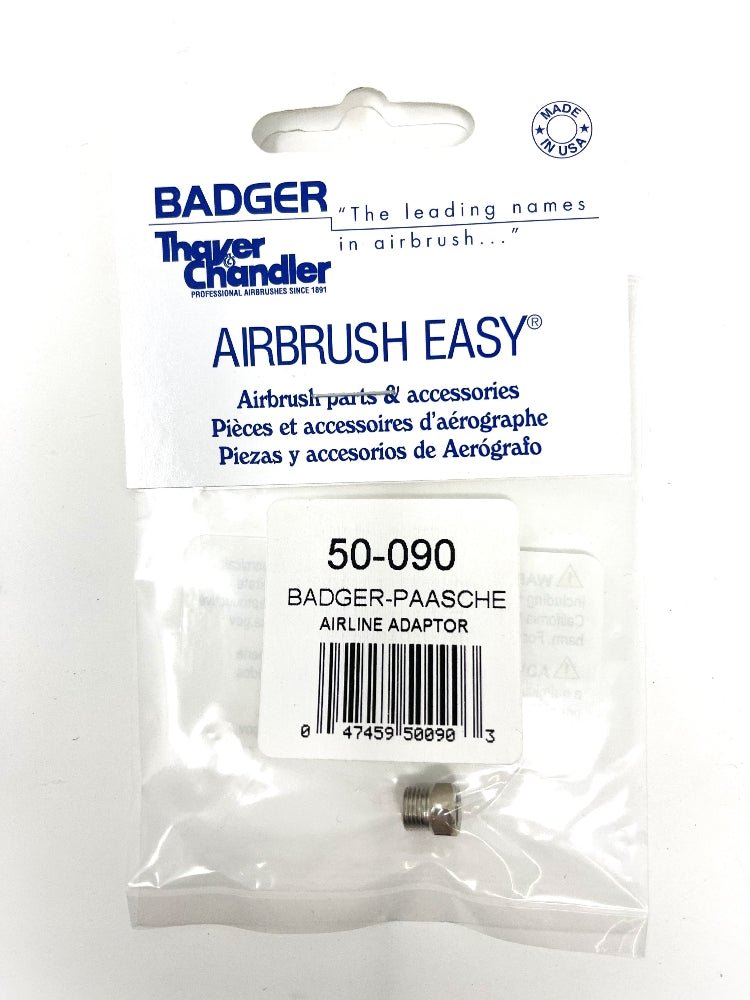 MADE
IN USA
BADGER
"The leading names
in airbrush..."
Thayer
& Chandler
PROFESSIONAL AIRBRUSHES SINCE 1891
AIRBRUSH EASY®
Airbrush parts & accessories
Pièces et accessoires d'aérographe
Piezas y accesorios de Aerógrafo
50-090
BADGER-PAASCHE
AIRLINE ADAPTOR
0 47459 50090 3